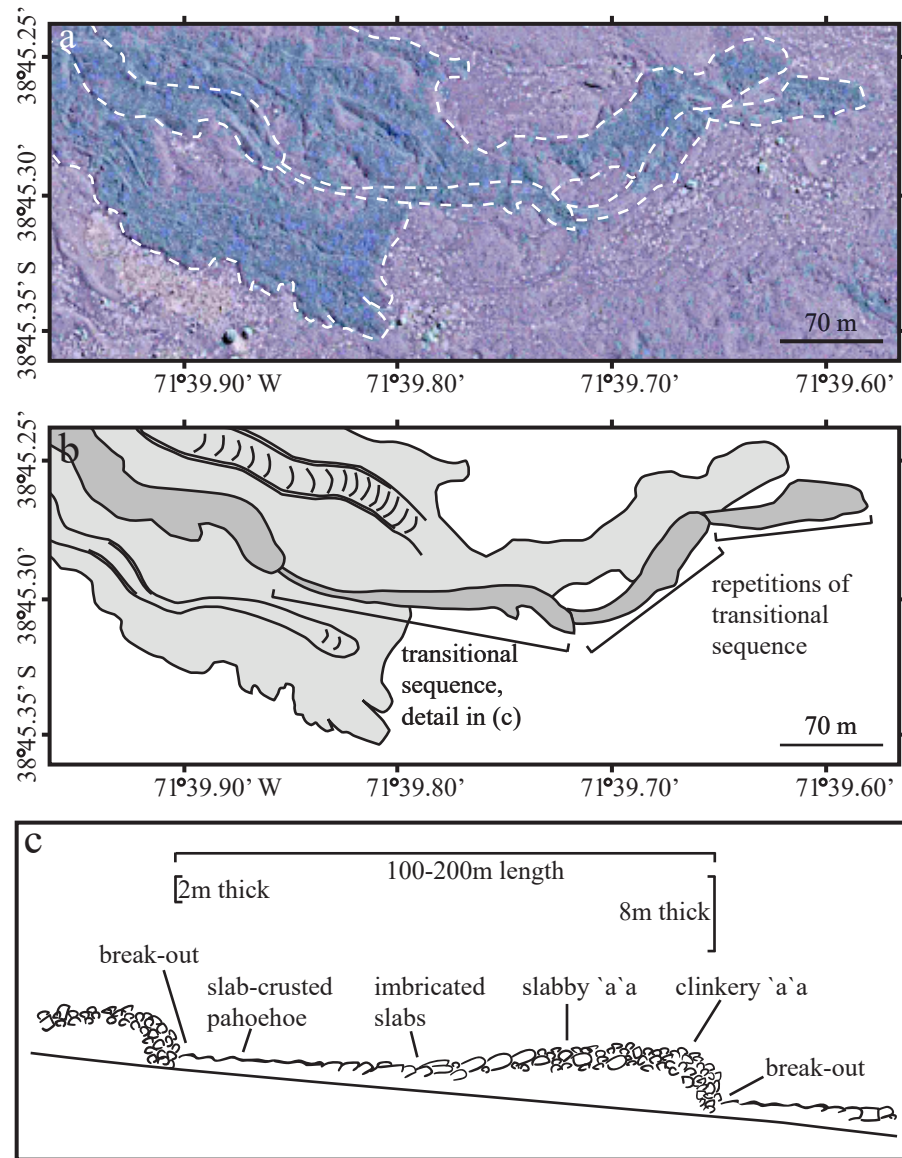 a
38°45.25’
38°45.30’
38°45.35’ S
70 m
71°39.90’ W
71°39.80’
71°39.70’
71°39.60’
b
38°45.25’
38°45.30’
38°45.35’ S
transitional
sequence,
detail in (c)
repetitions of
transitional
sequence
70 m
71°39.90’ W
71°39.80’
71°39.70’
71°39.60’
c
100-200m length
2m thick
8m thick
break-out
slab-crusted
pahoehoe
imbricated
slabs
slabby `a`a
clinkery `a`a
break-out